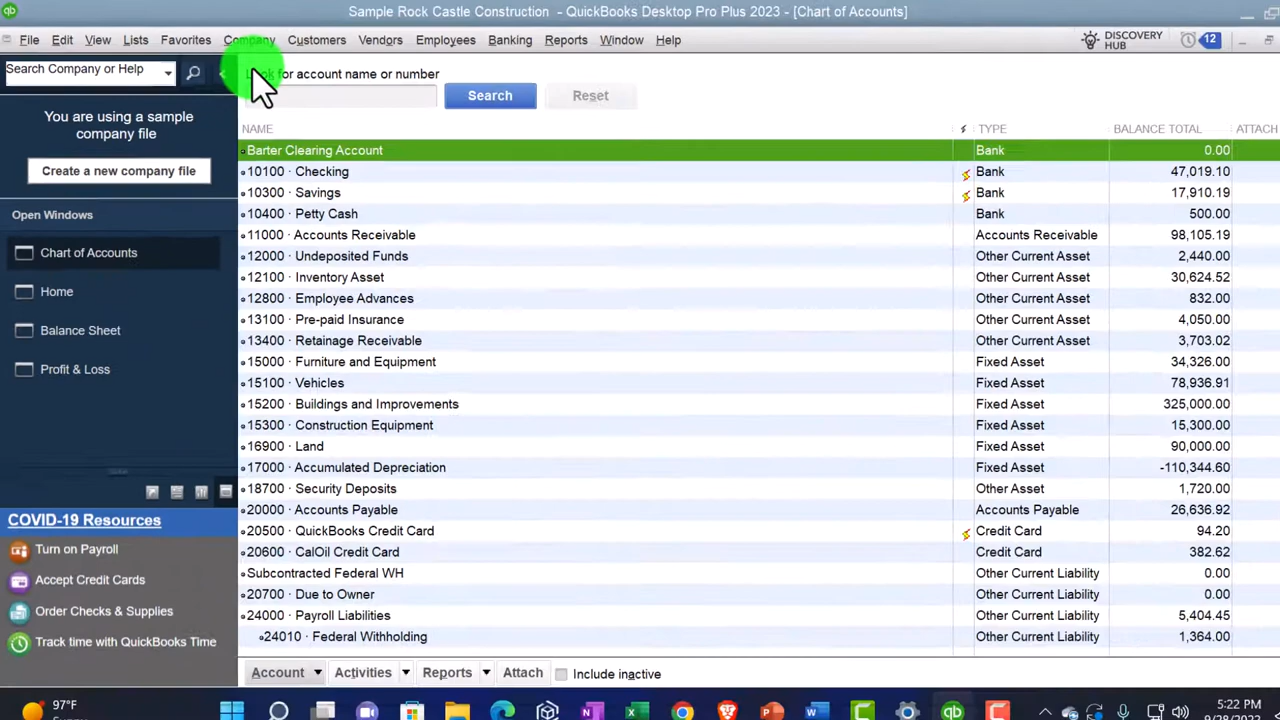 Sample Rock Castle Construction - QuickBooks Desktop Pro Plus 2023 - [Chart of Accounts]
File Edit View Lists Favorites Company Customers Vendors Employees Banking Reports Window Help
DISCOVERY HUB
12
Search Company or Help
for account name or number
Search Reset
You are using a sample
company file
Create a new company file
Open Windows
Chart of Accounts
Home
Balance Sheet
Profit & Loss
COVID-19 Resources
Turn on Payroll
Accept Credit Cards
Order Checks & Supplies
Track time with QuickBooks Time
NAME TYPE BALANCE TOTAL ATTACH
Barter Clearing Account Bank 0.00
10100 · Checking Bank 47,019.10
10300 · Savings Bank 17,910.19
10400 · Petty Cash Bank 500.00
11000 · Accounts Receivable Accounts Receivable 98,105.19
12000 · Undeposited Funds Other Current Asset 2,440.00
12100 · Inventory Asset Other Current Asset 30,624.52
12800 · Employee Advances Other Current Asset 832.00
13100 · Pre-paid Insurance Other Current Asset 4,050.00
13400 · Retainage Receivable Other Current Asset 3,703.02
15000 · Furniture and Equipment Fixed Asset 34,326.00
15100 · Vehicles Fixed Asset 78,936.91
15200 · Buildings and Improvements Fixed Asset 325,000.00
15300 · Construction Equipment Fixed Asset 15,300.00
16900 · Land Fixed Asset 90,000.00
17000 · Accumulated Depreciation Fixed Asset -110,344.60
18700 · Security Deposits Other Asset 1,720.00
20000 · Accounts Payable Accounts Payable 26,636.92
20500 · QuickBooks Credit Card Credit Card 94.20
20600 · CalOil Credit Card Credit Card 382.62
Subcontracted Federal WH Other Current Liability 0.00
20700 · Due to Owner Other Current Liability 0.00
24000 · Payroll Liabilities Other Current Liability 5,404.45
24010 · Federal Withholding Other Current Liability 1,364.00
Account Activities Reports Attach Include inactive
97°F
5:22 PM